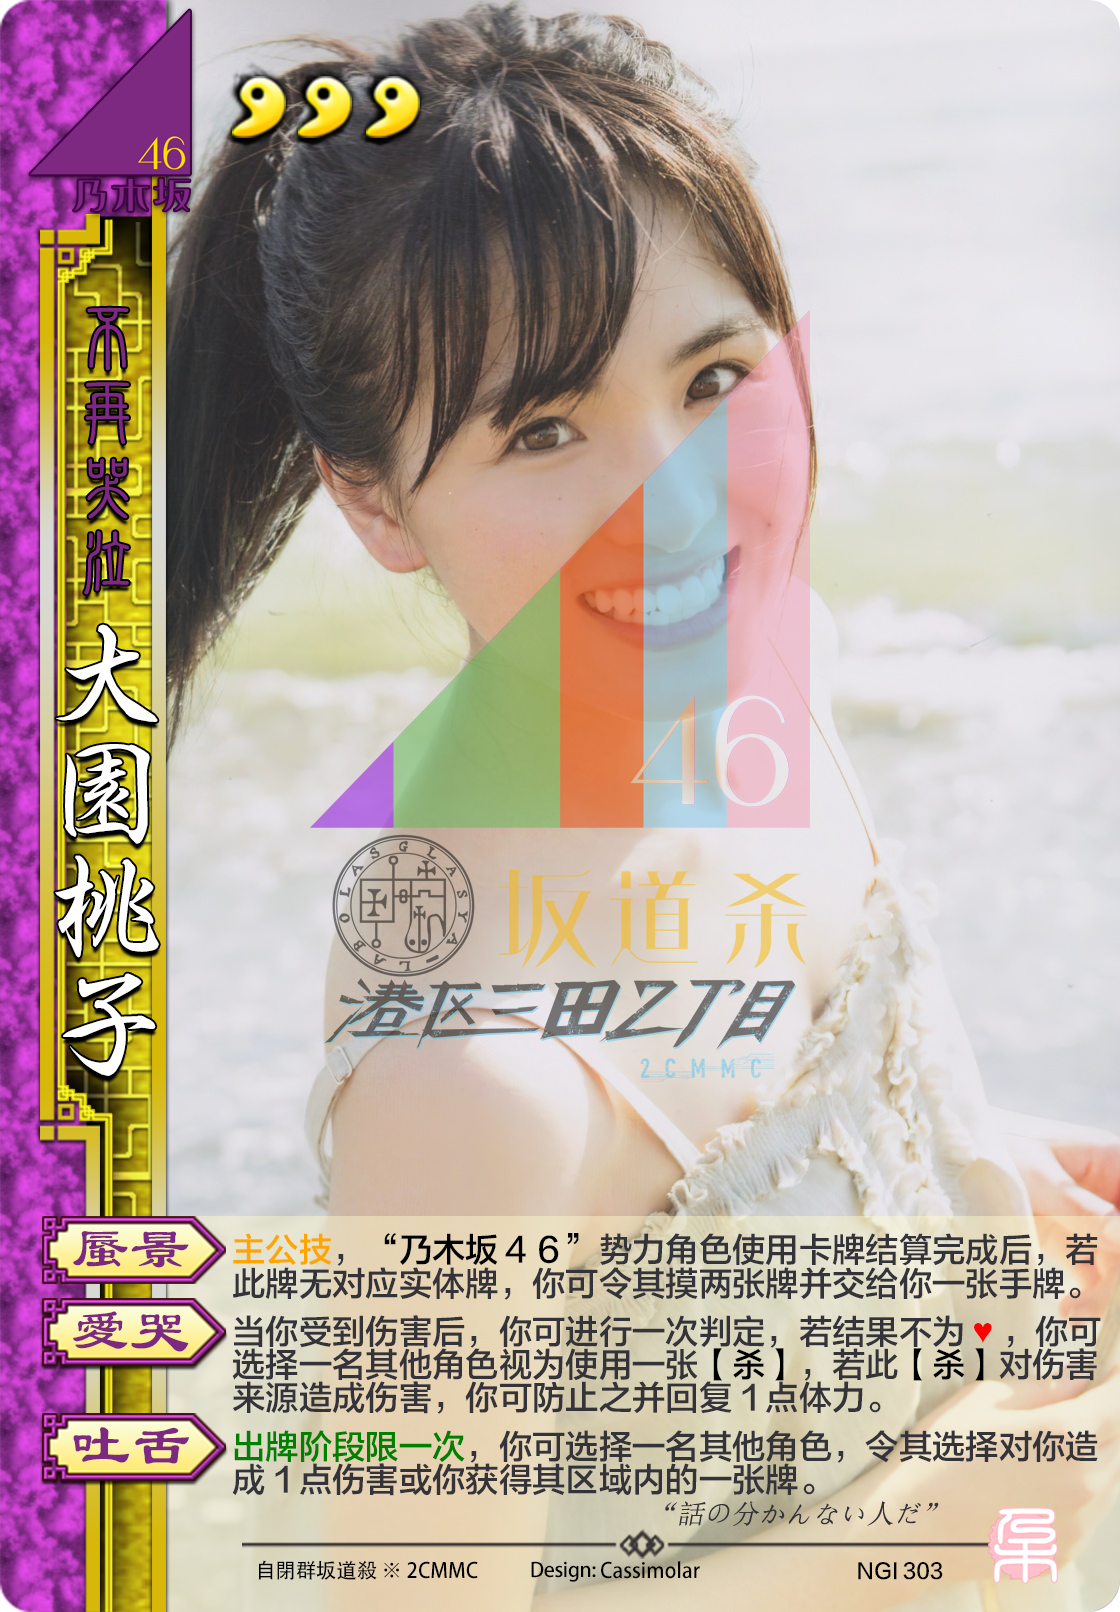 46
乃木坂
不再哭泣
大園桃子
46
GLASYA-LABOLAS
坂道杀
港区三田乙丁目
2CMMC
蜃景
主公技，“乃木坂４６”势力角色使用卡牌结算完成后，若
此牌无对应实体牌，你可令其摸两张牌并交给你一张手牌。
愛哭
当你受到伤害后，你可进行一次判定，若结果不为♥，你可
选择一名其他角色视为使用一张【杀】，若此【杀】对伤害
来源造成伤害，你可防止之并回复1点体力。
吐舌
出牌阶段限一次，你可选择一名其他角色，令其选择对你造
成1点伤害或你获得其区域内的一张牌。
“話の分かんない人だ”
自閉群坂道殺 ※ 2CMMC
Design: Cassimolar
NGI 303